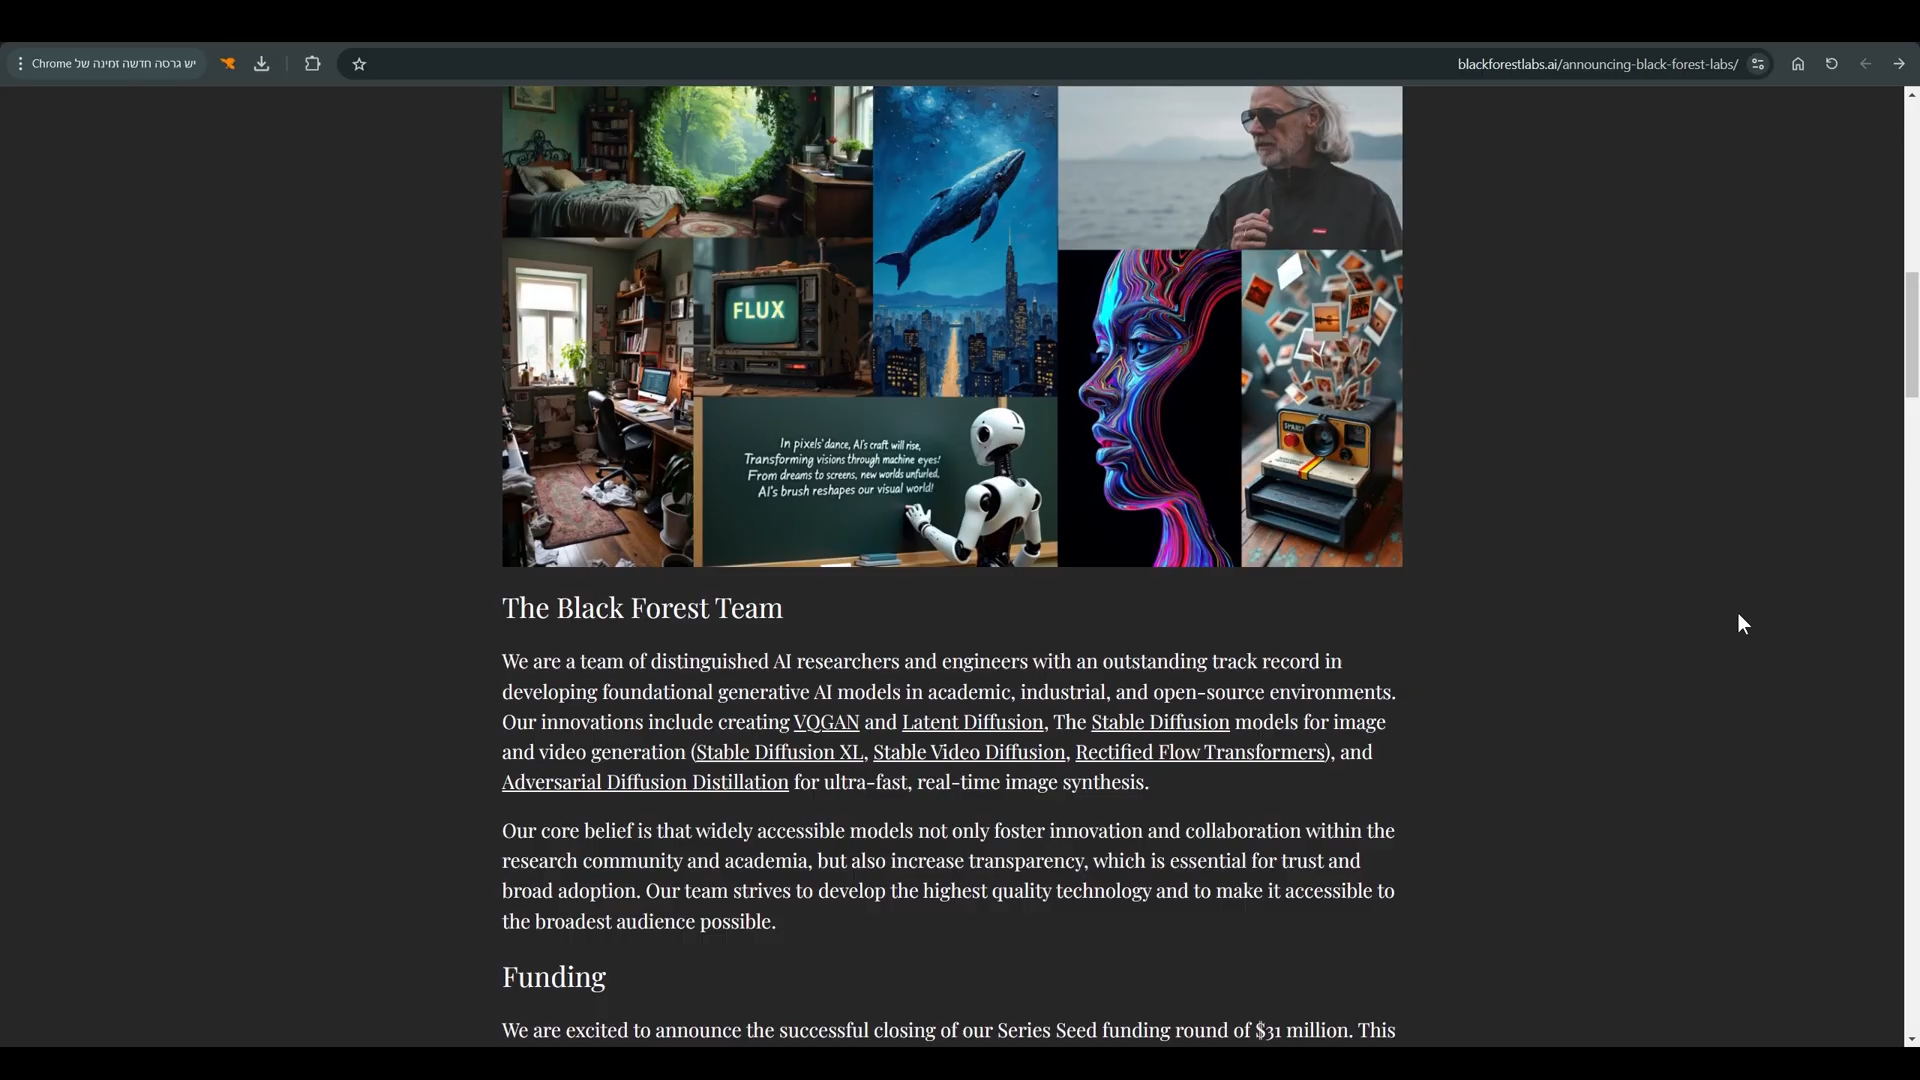 יש גרסה חדשה זמינה של Chrome
blackforestlabs.ai/announcing-black-forest-labs/
FLUX
In pixels' dance, AI's craft will rise,
Transforming visions through machine eyes!
From dreams to screens, new worlds unfurled,
AI's brush reshapes our visual world!
The Black Forest Team
We are a team of distinguished AI researchers and engineers with an outstanding track record in
developing foundational generative AI models in academic, industrial, and open-source environments.
Our innovations include creating VQGAN and Latent Diffusion, The Stable Diffusion models for image
and video generation (Stable Diffusion XL, Stable Video Diffusion, Rectified Flow Transformers), and
Adversarial Diffusion Distillation for ultra-fast, real-time image synthesis.
Our core belief is that widely accessible models not only foster innovation and collaboration within the
research community and academia, but also increase transparency, which is essential for trust and
broad adoption. Our team strives to develop the highest quality technology and to make it accessible to
the broadest audience possible.
Funding
We are excited to announce the successful closing of our Series Seed funding round of $31 million. This